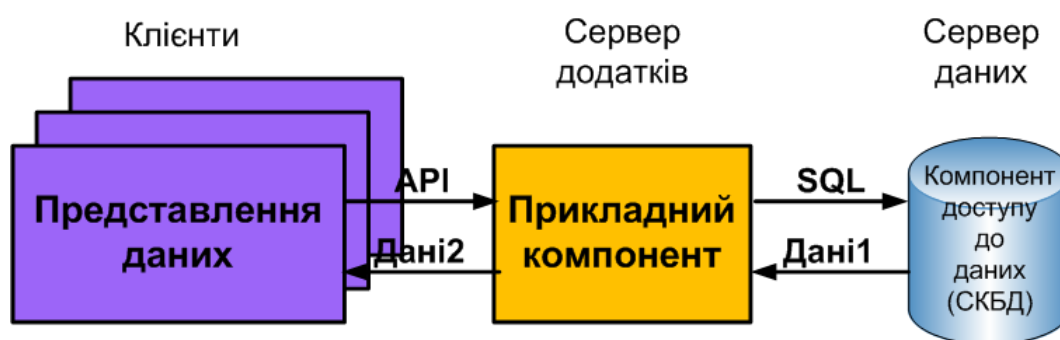 Клієнти
Сервер
додатків
Сервер
даних
Представлення
даних
API
Дані2
Прикладний
компонент
SQL
Дані1
Компонент
доступу
до
даних
(СКБД)